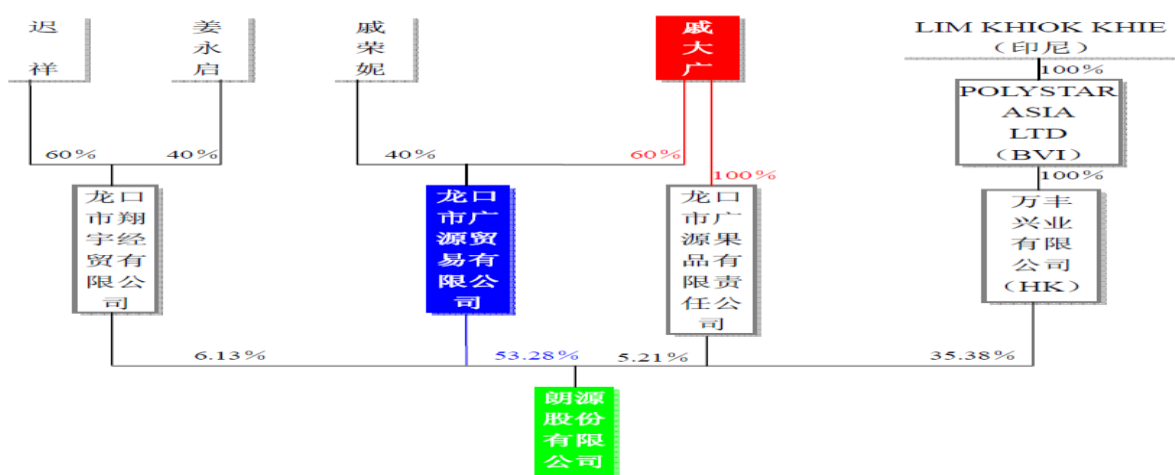 迟
祥
姜
永
启
戚
荣
妮
戚
大
广
LIM KHIOK KHIE
（印尼）
100%
POLYSTAR
ASIA
LTD
（BVI）
60%
40%
40%
60%
100%
100%
龙口
市翔
宇经
贸有
限公
司
龙口
市广
源贸
易有
限公
司
龙口
市广
源果
品有
限责
任公
司
万丰
兴业
有限
公司
（HK）
6.13%
53.28%
5.21%
35.38%
朗源
股份
有限
公司